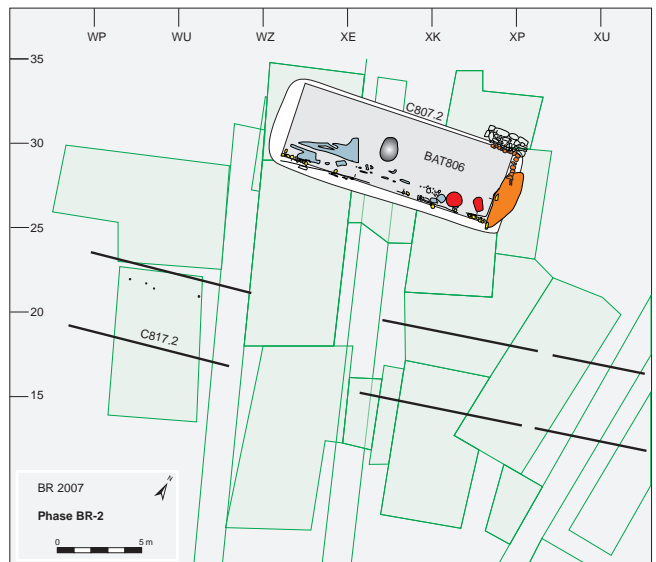 WP WU WZ XE XK XP XU
35
30
25
20
15
C807.2
BAT806
C817.2
BR 2007
N
Phase BR-2
0 5 m